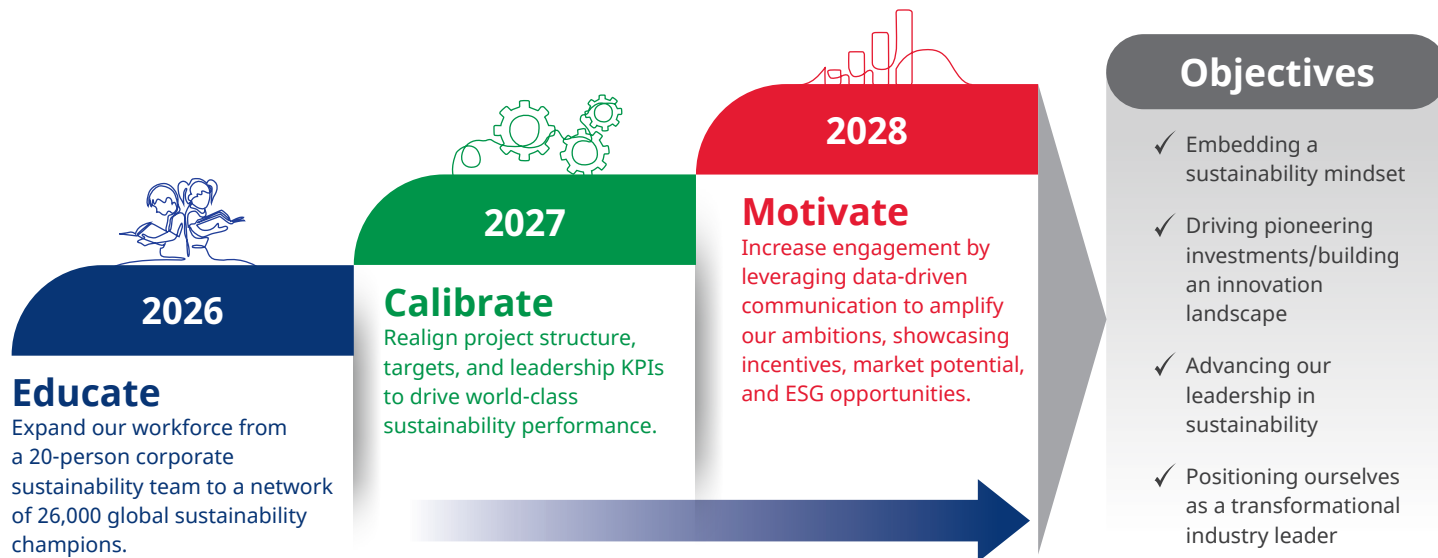 2026
Educate
Expand our workforce from
a 20-person corporate
sustainability team to a network
of 26,000 global sustainability
champions.
2027
Calibrate
Realign project structure,
targets, and leadership KPIs
to drive world-class
sustainability performance.
2028
Motivate
Increase engagement by
leveraging data-driven
communication to amplify
our ambitions, showcasing
incentives, market potential,
and ESG opportunities.
Objectives
✓ Embedding a
sustainability mindset
✓ Driving pioneering
investments/building
an innovation
landscape
✓ Advancing our
leadership in
sustainability
✓ Positioning ourselves
as a transformational
industry leader